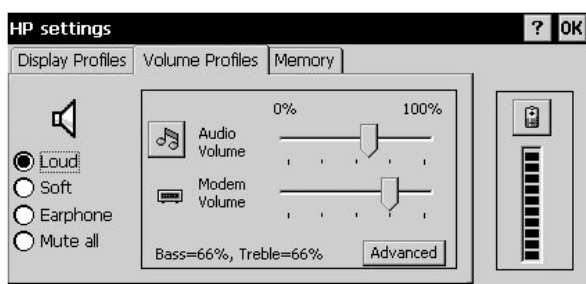 HP settings ? OK
Display Profiles Volume Profiles Memory
0% 100%
Audio
Volume
Loud
Soft
Earphone
Mute all
Modem
Volume
Bass=66%, Treble=66% Advanced